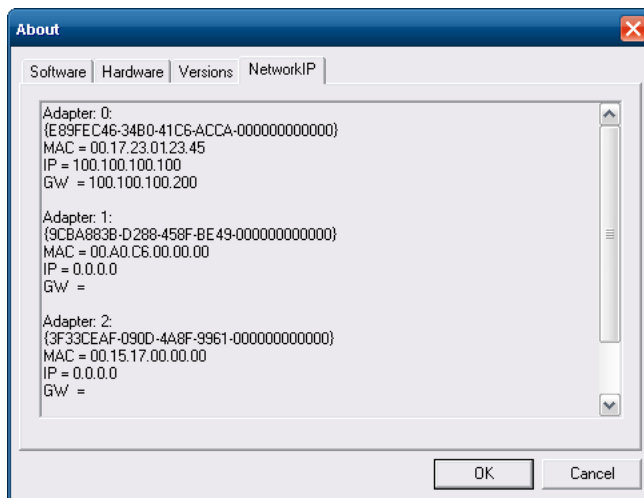 About
Software Hardware Versions NetworkIP
Adapter: 0:
{E89FEC46-34B0-41C6-ACCA-000000000000}
MAC = 00.17.23.01.23.45
IP = 100.100.100.100
GW = 100.100.100.200
Adapter: 1:
{9CBA883B-D288-458F-BE49-000000000000}
MAC = 00.A0.C6.00.00.00
IP = 0.0.0.0
GW =
Adapter: 2:
{3F33CEAF-090D-4A8F-9961-000000000000}
MAC = 00.15.17.00.00.00
IP = 0.0.0.0
GW =
OK Cancel